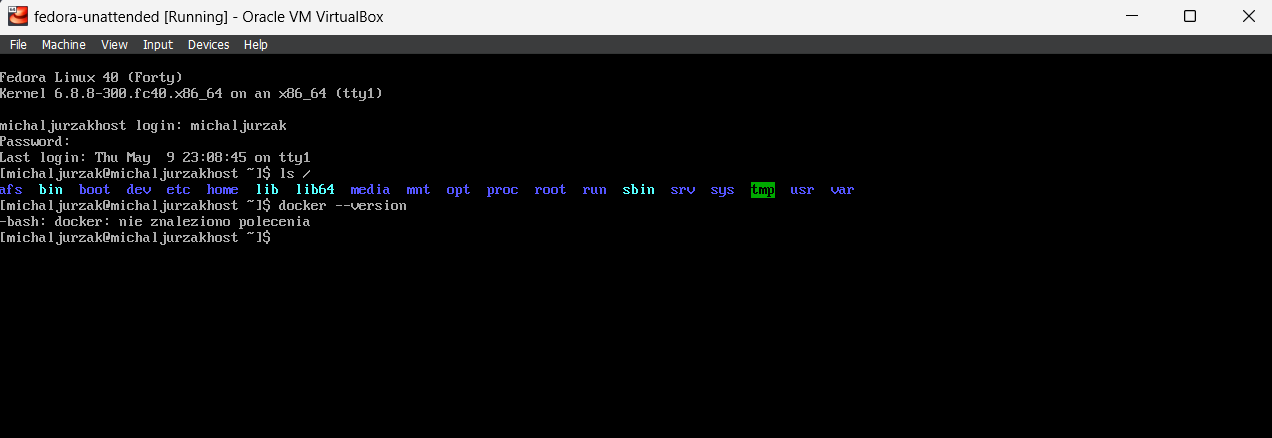 fedora-unattended [Running] - Oracle VM VirtualBox
File Machine View Input Devices Help
Fedora Linux 40 (Forty)
Kernel 6.8.8-300.fc40.x86_64 on an x86_64 (tty1)
michaljurzakhost login: michaljurzak
Password:
Last login: Thu May  9 23:08:45 on tty1
[michaljurzak@michaljurzakhost ~]$ ls /
afs  bin  boot  dev  etc  home  lib  lib64  media  mnt  opt  proc  root  run  sbin  srv  sys  tmp  usr  var
[michaljurzak@michaljurzakhost ~]$ docker --version
-bash: docker: nie znaleziono polecenia
[michaljurzak@michaljurzakhost ~]$